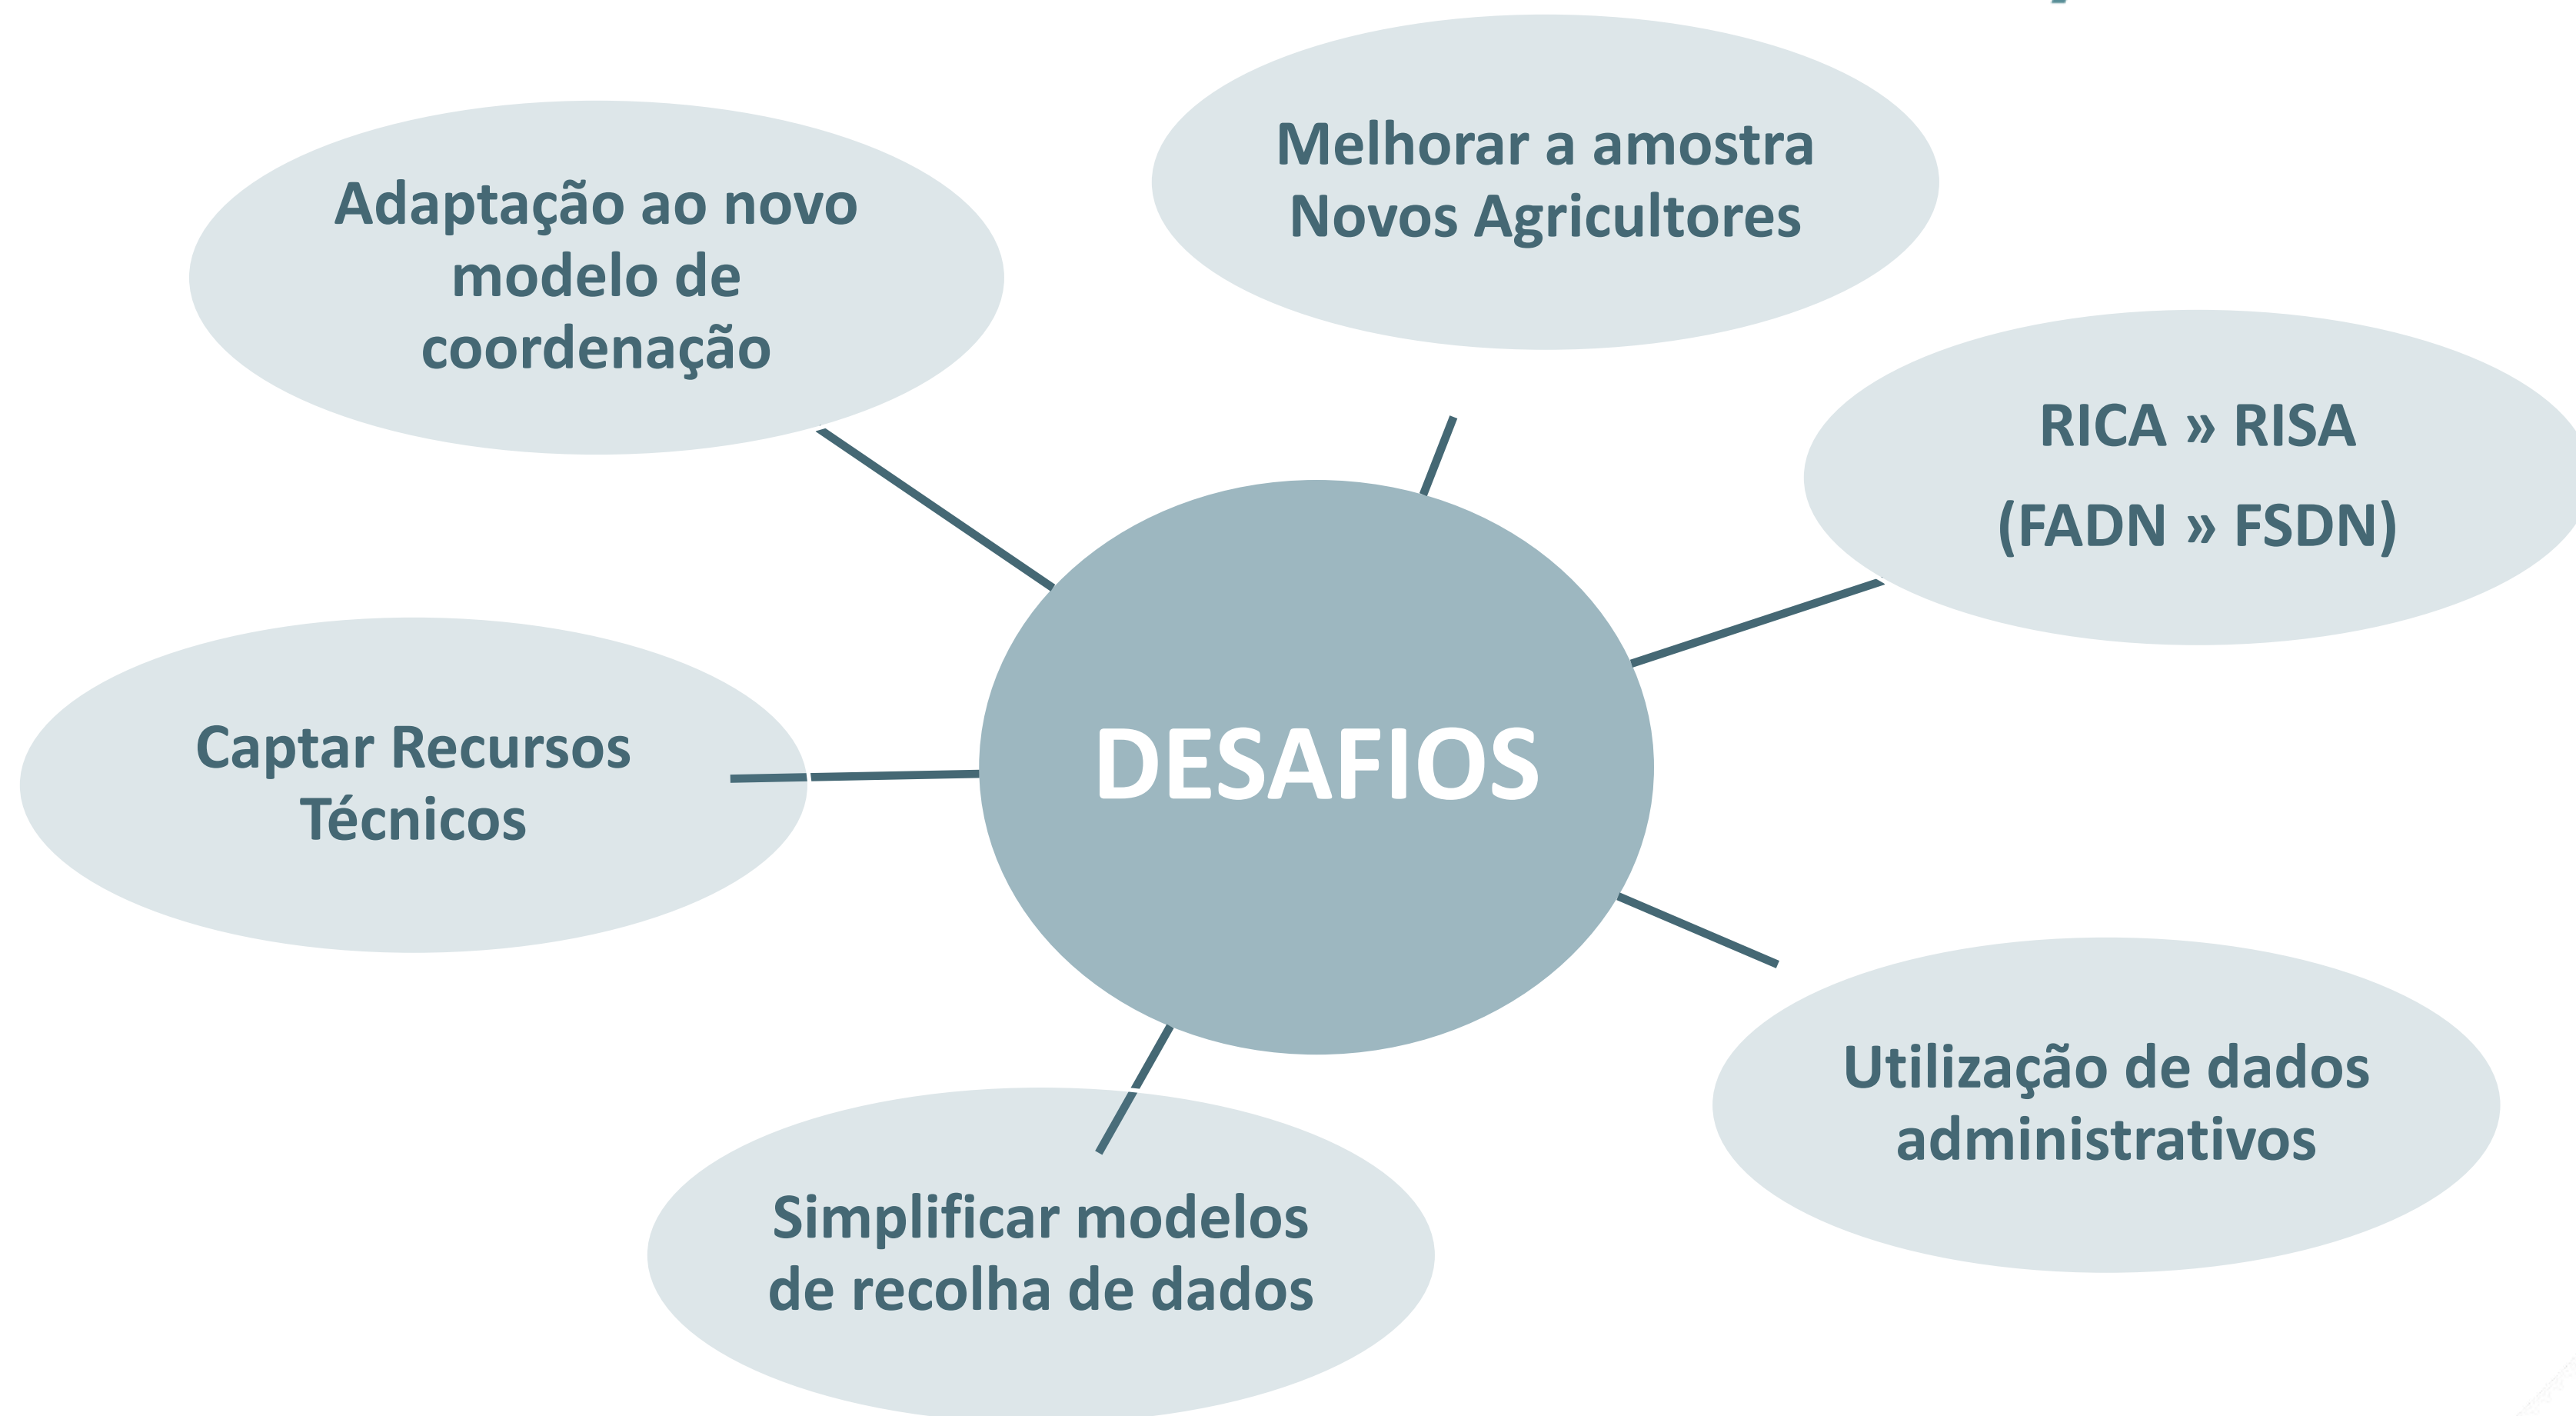 Melhorar a amostra
Novos Agricultores
Adaptação ao novo
modelo de
coordenação
RICA » RISA
(FADN » FSDN)
Captar Recursos
Técnicos
DESAFIOS
Utilização de dados
administrativos
Simplificar modelos
de recolha de dados